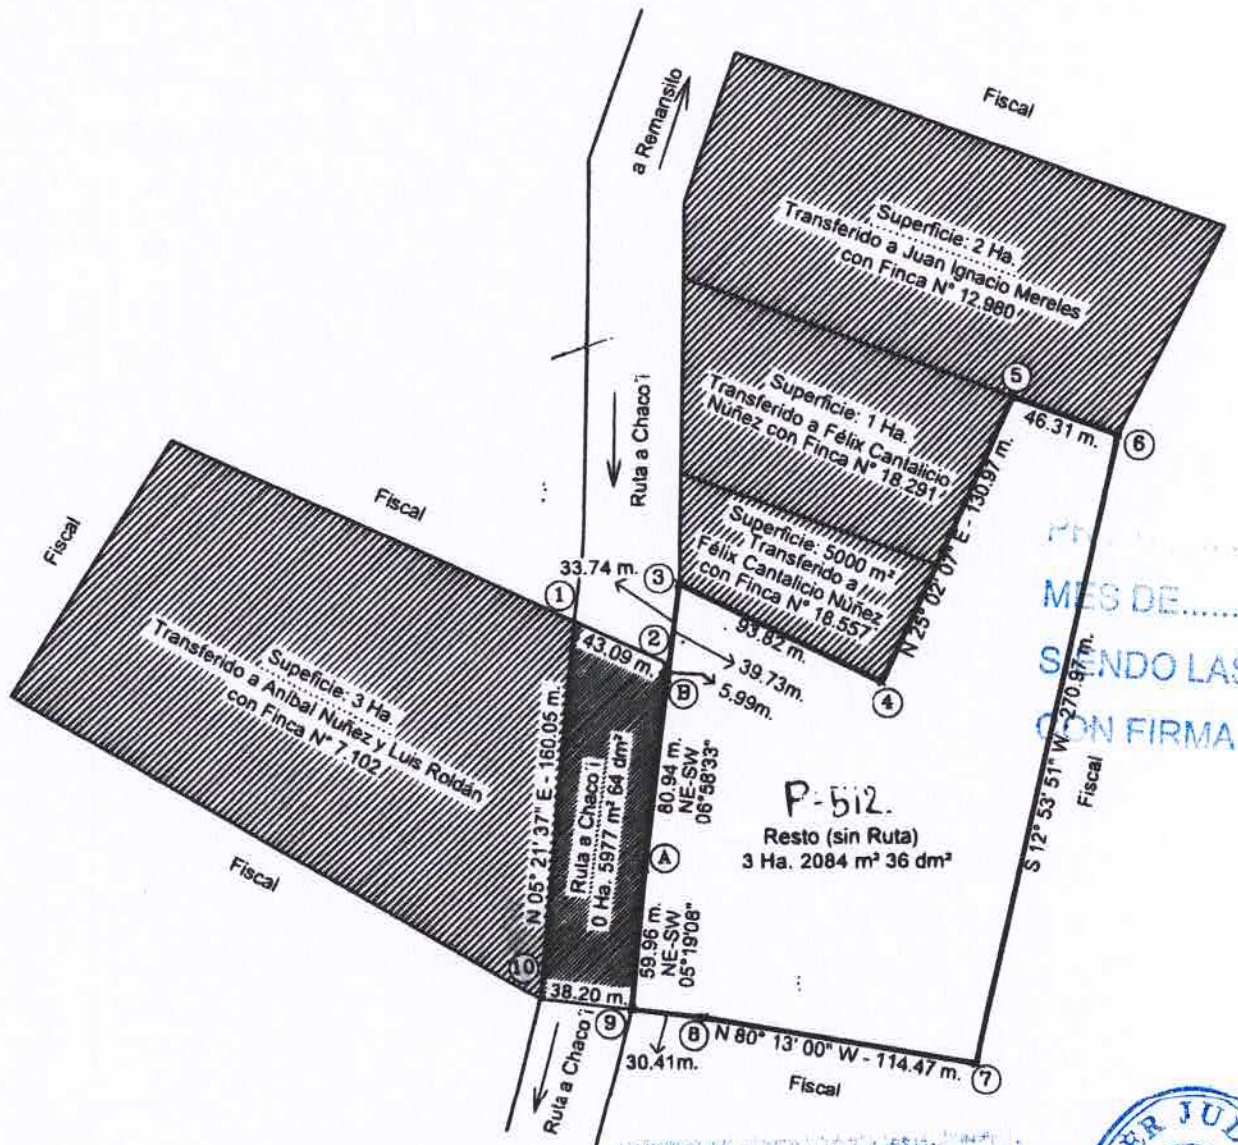 Fiscal
a Remansito
Superficie: 2 Ha.
Transferido a Juan Ignacio Mereles
con Finca N° 12.980
5
46.31 m.
6
Superficie: 1 Ha.
Transferido a Félix Cantalicio
Núñez con Finca N° 18.291
Ruta a Chaco'i
Fiscal
Fiscal
N 25° 02' 07" E - 130.97 m.
Superficie: 5000 m²
Transferido a
Félix Cantalicio Núñez
con Finca N° 18.557
33.74 m.
3
1
2
43.09 m.
93.82 m.
39.73m.
5.99m.
B
4
MES DE.........
SIENDO LAS
CON FIRMA
S 12° 53' 51" W - 270.97 m.
Fiscal
Supeficie- 3 Ha
Transferido a Aníbal Nuñez y Luis Roldán
con Finca N° 7.102
N 05° 21' 37" E - 160.05 m.
Ruta a Chaco'i
0 Ha. 5977 m² 64 dm²
80.94 m.
NE-SW
06°58'33"
P-512.
Resto (sin Ruta)
3 Ha. 2084 m² 36 dm²
A
Fiscal
59.96 m.
NE-SW
05°19'08"
10
38.20 m.
9
8
30.41m.
N 80° 13' 00" W - 114.47 m.
7
Fiscal
Ruta a Chaco'i
ER JUL